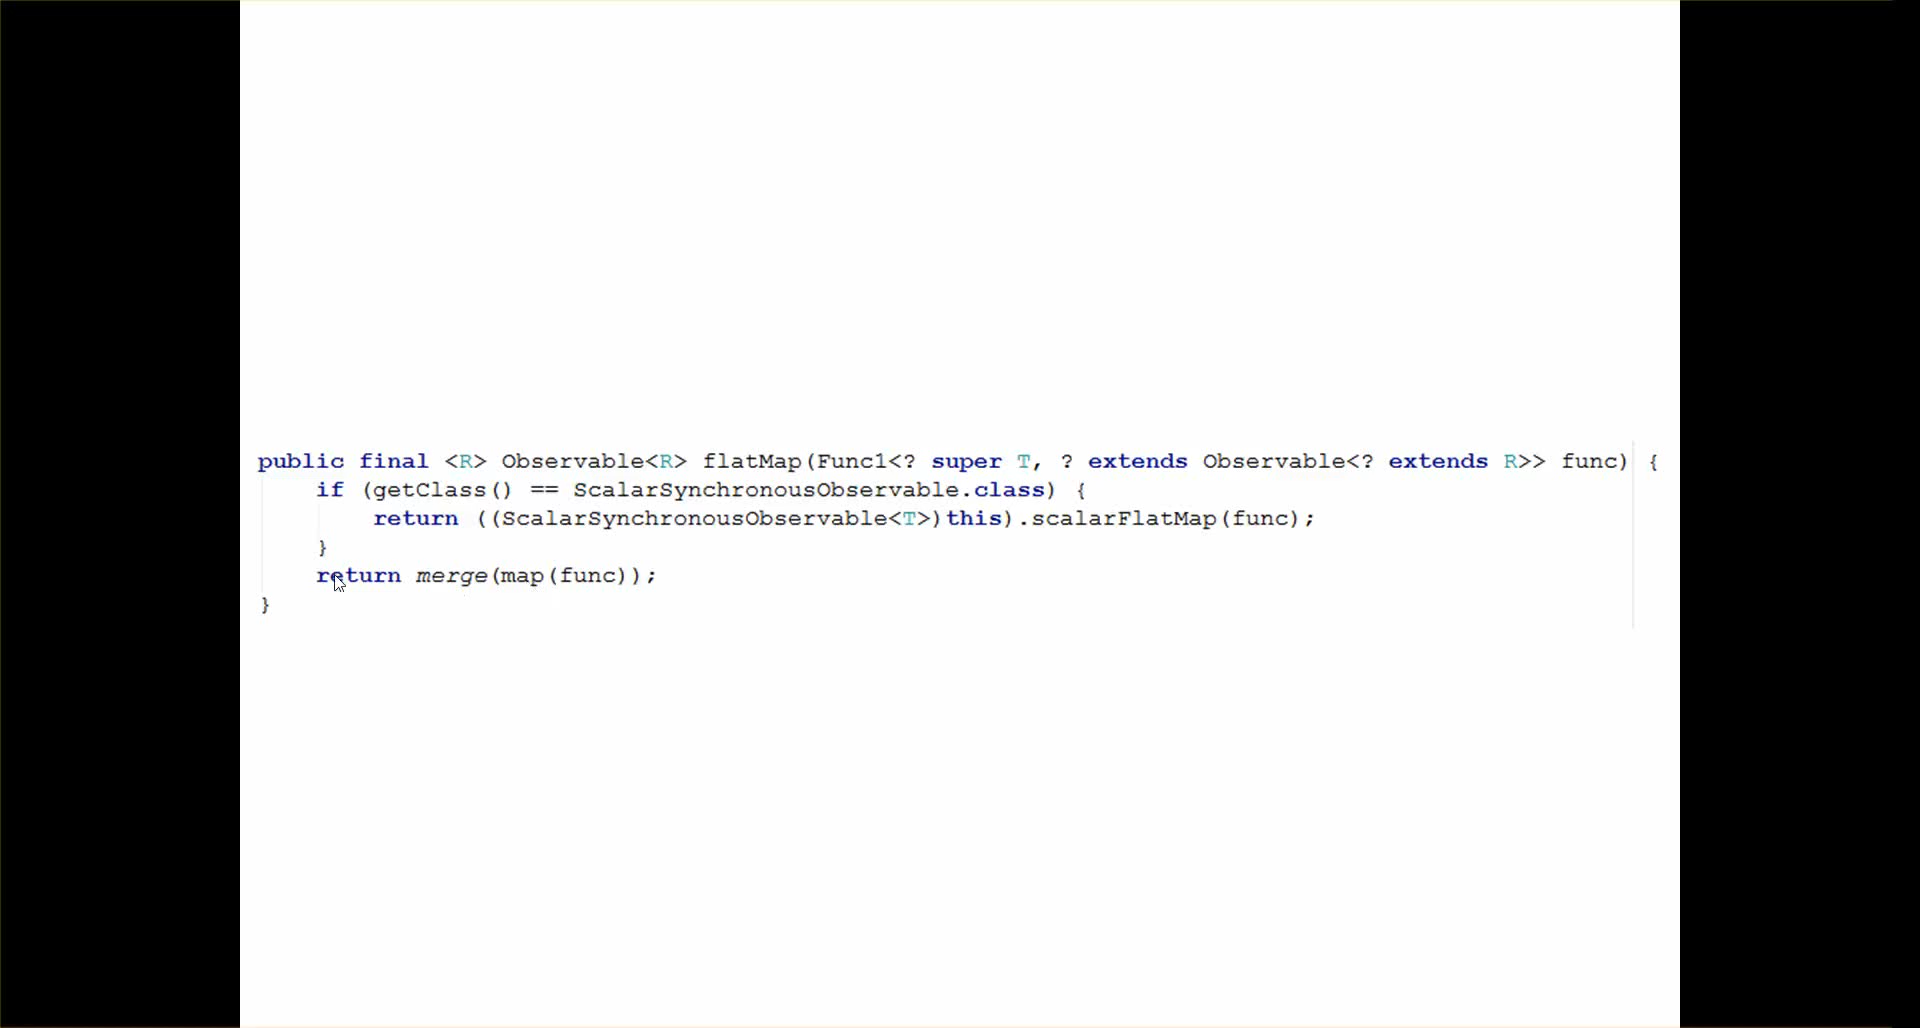 public final <R> Observable<R> flatMap(Func1<? super T, ? extends Observable<? extends R>> func) {
if (getClass() == ScalarSynchronousObservable.class) {
return ((ScalarSynchronousObservable<T>)this).scalarFlatMap(func);
}
return merge(map(func));
}